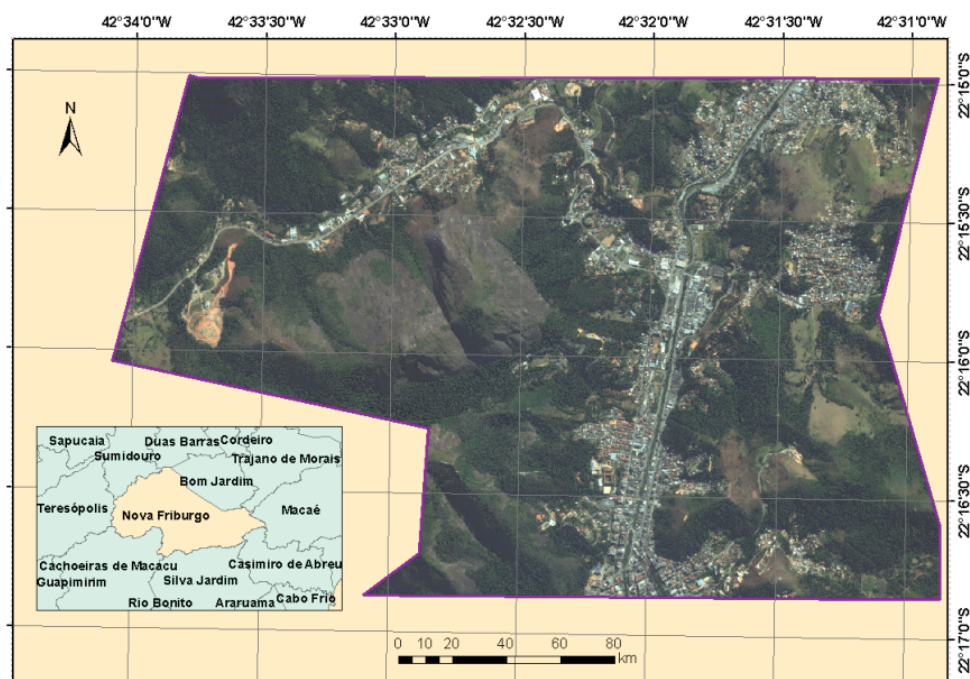 42°34'0"W 42°33'30"W 42°33'0"W 42°32'30"W 42°32'0"W 42°31'30"W 42°31'0"W
22°15'0"S
N
22°15'30"S
22°16'0"S
Sapucaia Duas Barras Cordeiro
Sumidouro Trajano de Morais
Bom Jardim
Teresópolis Nova Friburgo Macaé
22°16'30"S
Cachoeiras de Macacu Casimiro de Abreu
Guapimirim Silva Jardim
Rio Bonito Araruama Cabo Frio
22°17'0"S
0 10 20 40 60 80
km